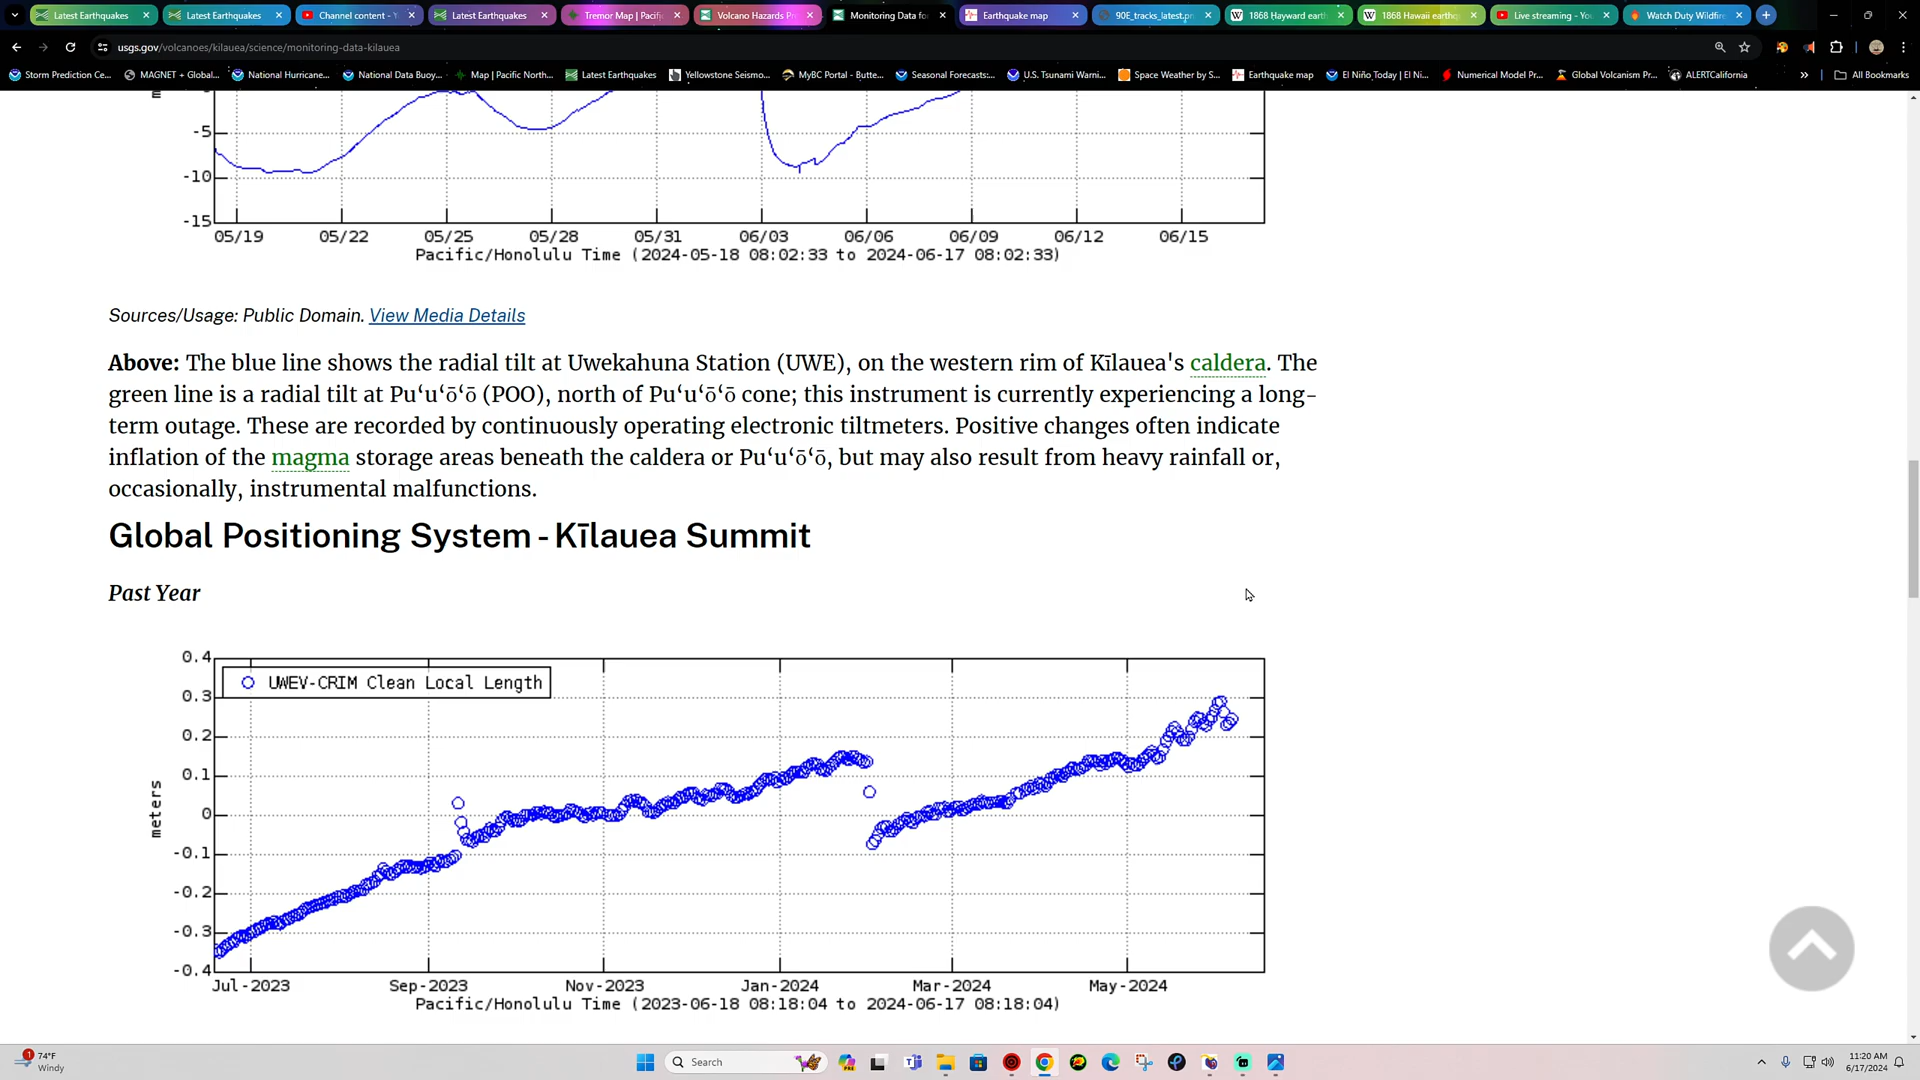 Latest Earthquakes
Latest Earthquakes
Channel content - Y
Latest Earthquakes
Tremor Map | Pacifi
Volcano Hazards Pr
Monitoring Data fo
Earthquake map
90E_tracks_latest.pn
1868 Hayward earth
1868 Hawaii earthq
Live streaming - Yo
Watch Duty Wildfire
usgs.gov/volcanoes/kilauea/science/monitoring-data-kilauea
Storm Prediction Ce...
MAGNET + Global...
National Hurricane...
National Data Buoy...
Map | Pacific North...
Latest Earthquakes
Yellowstone Seismo...
MyBC Portal - Butte...
Seasonal Forecasts:...
U.S. Tsunami Warni...
Space Weather by S...
Earthquake map
El Niño Today | El Ni...
Numerical Model Pr...
Global Volcanism Pr...
ALERTCalifornia
»
All Bookmarks
-5
-10
-15
05/19 05/22 05/25 05/28 05/31 06/03 06/06 06/09 06/12 06/15
Pacific/Honolulu Time (2024-05-18 08:02:33 to 2024-06-17 08:02:33)
Sources/Usage: Public Domain. View Media Details
Above: The blue line shows the radial tilt at Uwekahuna Station (UWE), on the western rim of Kīlauea's caldera. The
green line is a radial tilt at Puʻuʻōʻō (POO), north of Puʻuʻōʻō cone; this instrument is currently experiencing a long-
term outage. These are recorded by continuously operating electronic tiltmeters. Positive changes often indicate
inflation of the magma storage areas beneath the caldera or Puʻuʻōʻō, but may also result from heavy rainfall or,
occasionally, instrumental malfunctions.
Global Positioning System - Kīlauea Summit
Past Year
0.4
UWEV-CRIM Clean Local Length
0.3
0.2
0.1
0
-0.1
-0.2
-0.3
-0.4
meters
Jul-2023 Sep-2023 Nov-2023 Jan-2024 Mar-2024 May-2024
Pacific/Honolulu Time (2023-06-18 08:18:04 to 2024-06-17 08:18:04)
1
74°F
Windy
Search
11:20 AM
6/17/2024